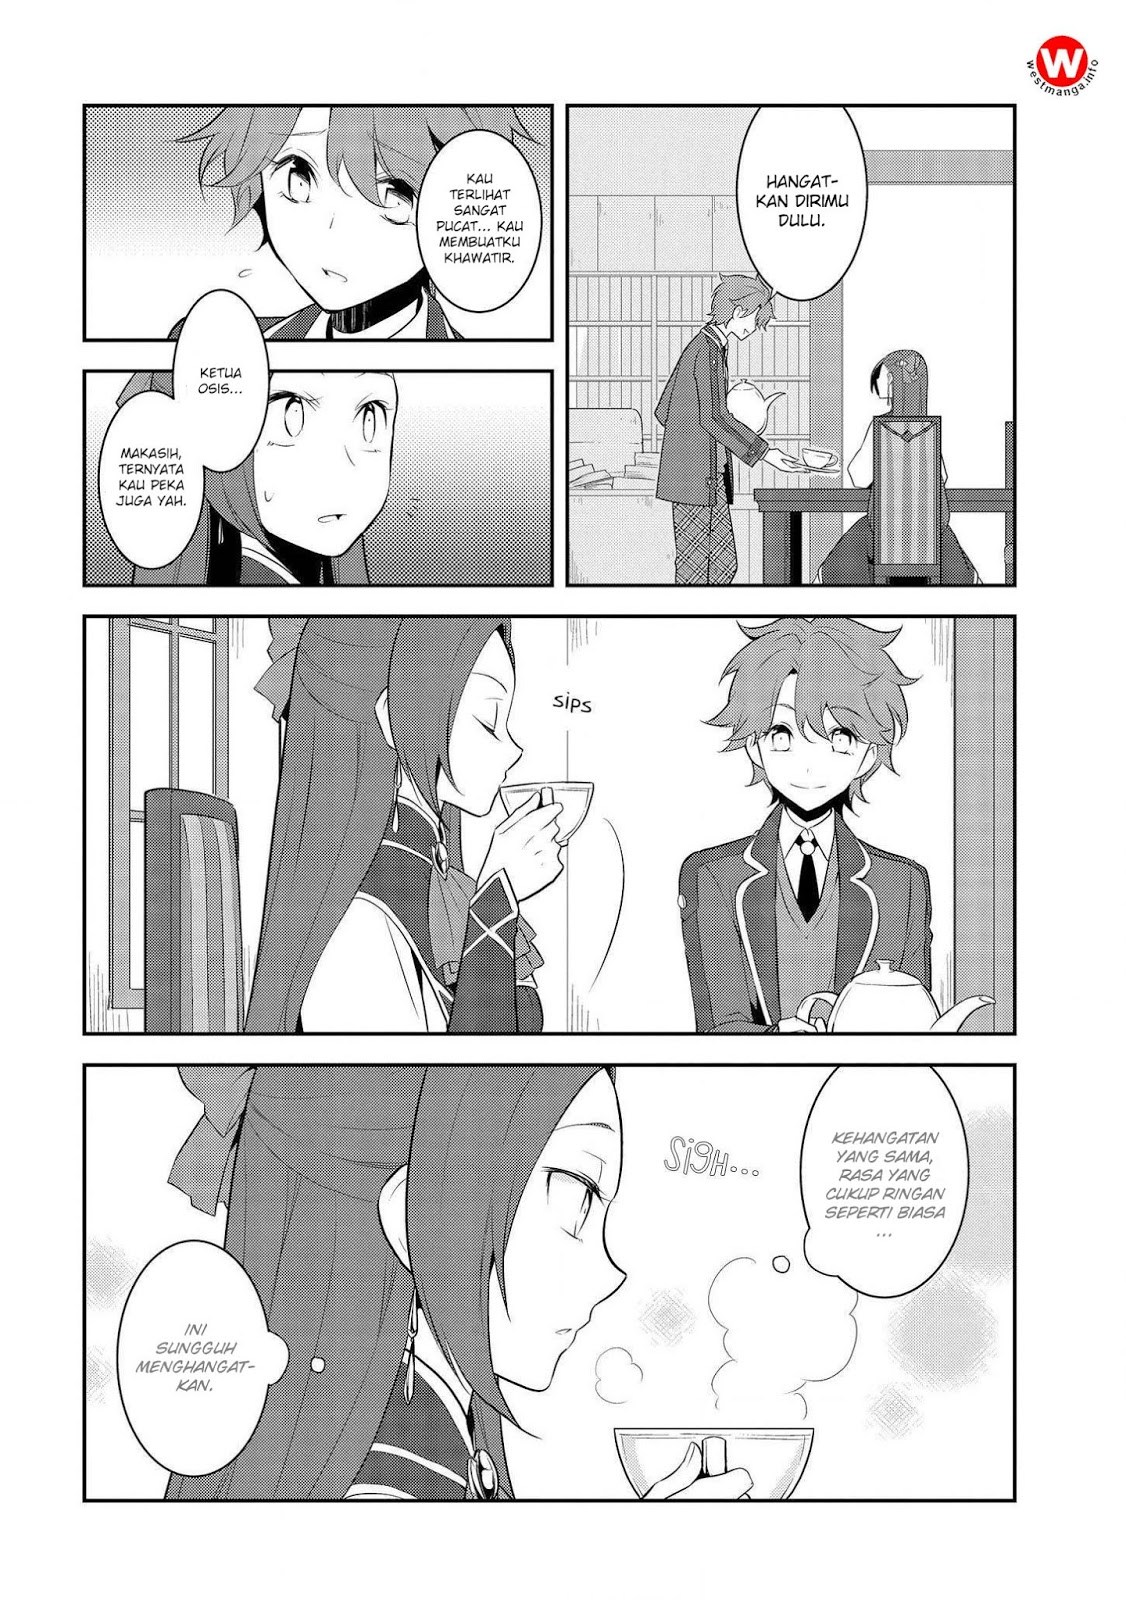 W
westmanga.info
HANGAT-
KAN DIRIMU
DULU.
KAU
TERLIHAT
SANGAT
PUCAT... KAU
MEMBUATKU
KHAWATIR.
KETUA
OSIS...
MAKASIH,
TERNYATA
KAU PEKA
JUGA YAH.
sips
KEHANGATAN
YANG SAMA,
RASA YANG
CUKUP RINGAN
SEPERTI BIASA
...
SIGH...
INI
SUNGGUH
MENGHANGAT-
KAN.